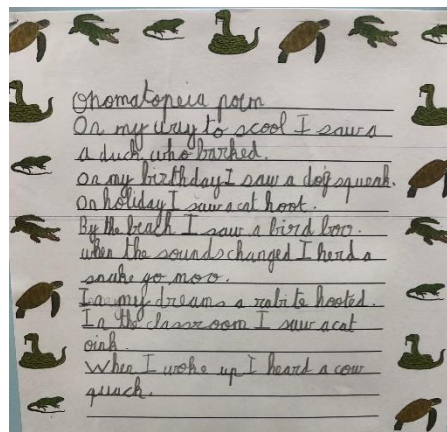 Onomatopeia poem
On my way to scool I saw a
a duck who barked.
On my birthday I saw a dog squeak.
On holiday I saw a cat hoot.
By the beach I saw a bird boo.
when the sounds changed I herd a
snake go moo.
In my dreams a rabite hooted.
In the classroom I saw a cat
oink.
When I woke up I heard a cow
quack.